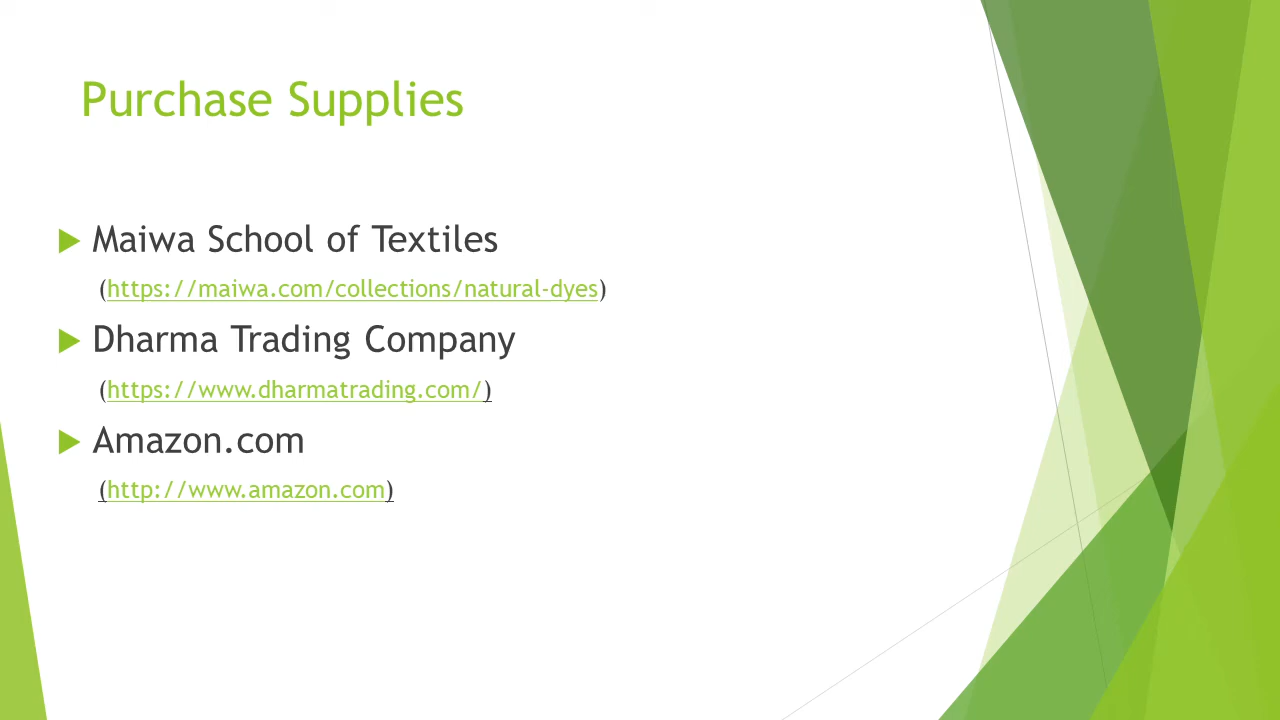 Purchase Supplies
Maiwa School of Textiles
(https://maiwa.com/collections/natural-dyes)
Dharma Trading Company
(https://www.dharmatrading.com/)
Amazon.com
(http://www.amazon.com)